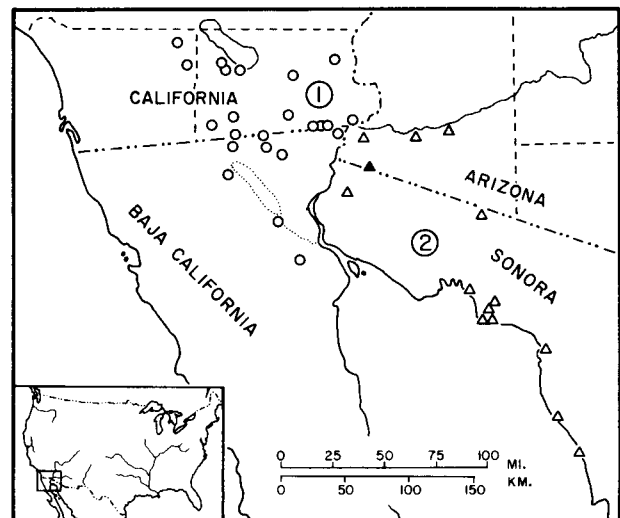 CALIFORNIA
1
ARIZONA
2
SONORA
BAJA CALIFORNIA
0 25 50 75 100 MI.
0 50 100 150 KM.